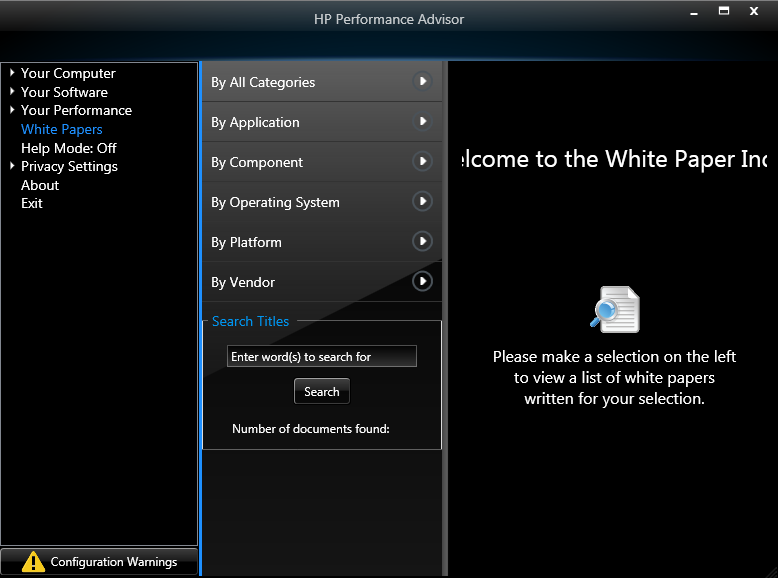 HP Performance Advisor
Your Computer
Your Software
Your Performance
White Papers
Help Mode: Off
Privacy Settings
About
Exit
Configuration Warnings
By All Categories
By Application
By Component
By Operating System
By Platform
By Vendor
Search Titles
Enter word(s) to search for
Search
Number of documents found:
elcome to the White Paper Ind
Please make a selection on the left
to view a list of white papers
written for your selection.